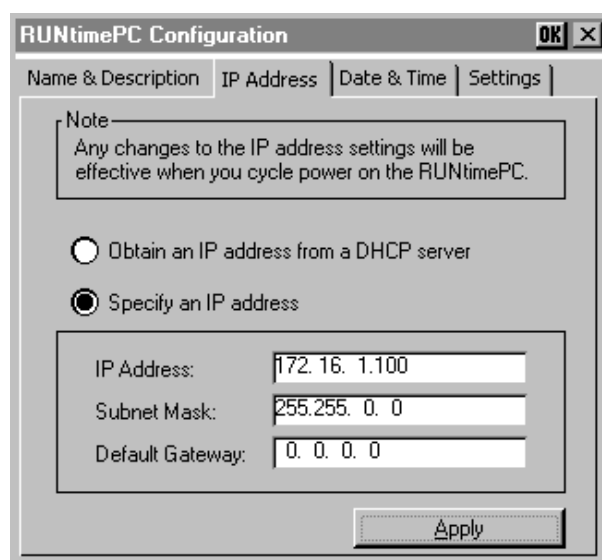 RUNtimePC Configuration OK ×
Name & Description IP Address Date & Time Settings
Note
Any changes to the IP address settings will be
effective when you cycle power on the RUNtimePC.
Obtain an IP address from a DHCP server
Specify an IP address
IP Address: 172. 16. 1.100
Subnet Mask: 255.255. 0. 0
Default Gateway: 0. 0. 0. 0
Apply